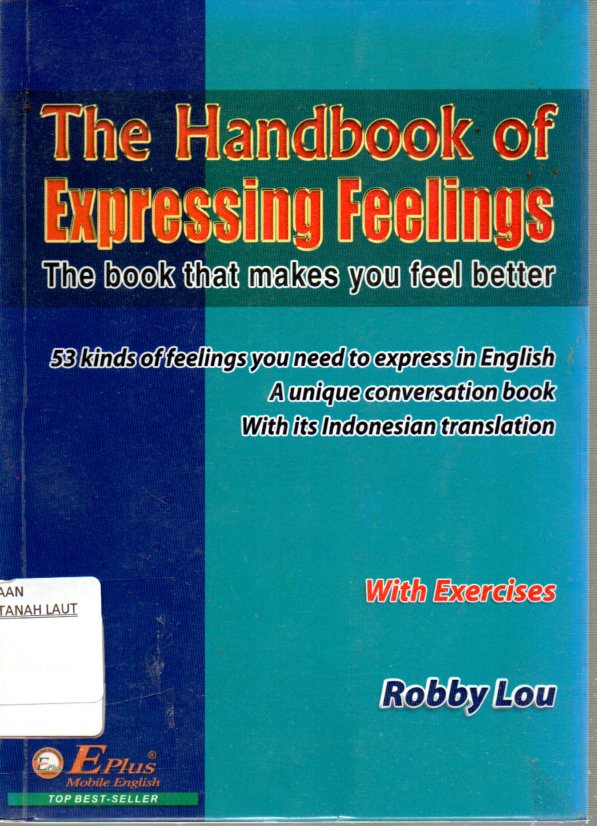 The Handbook of
Expressing Feelings
The book that makes you feel better
53 kinds of feelings you need to express in English
A unique conversation book
With its Indonesian translation
With Exercises
AAN
TANAH LAUT
Robby Lou
EPlus®
Mobile English
TOP BEST-SELLER